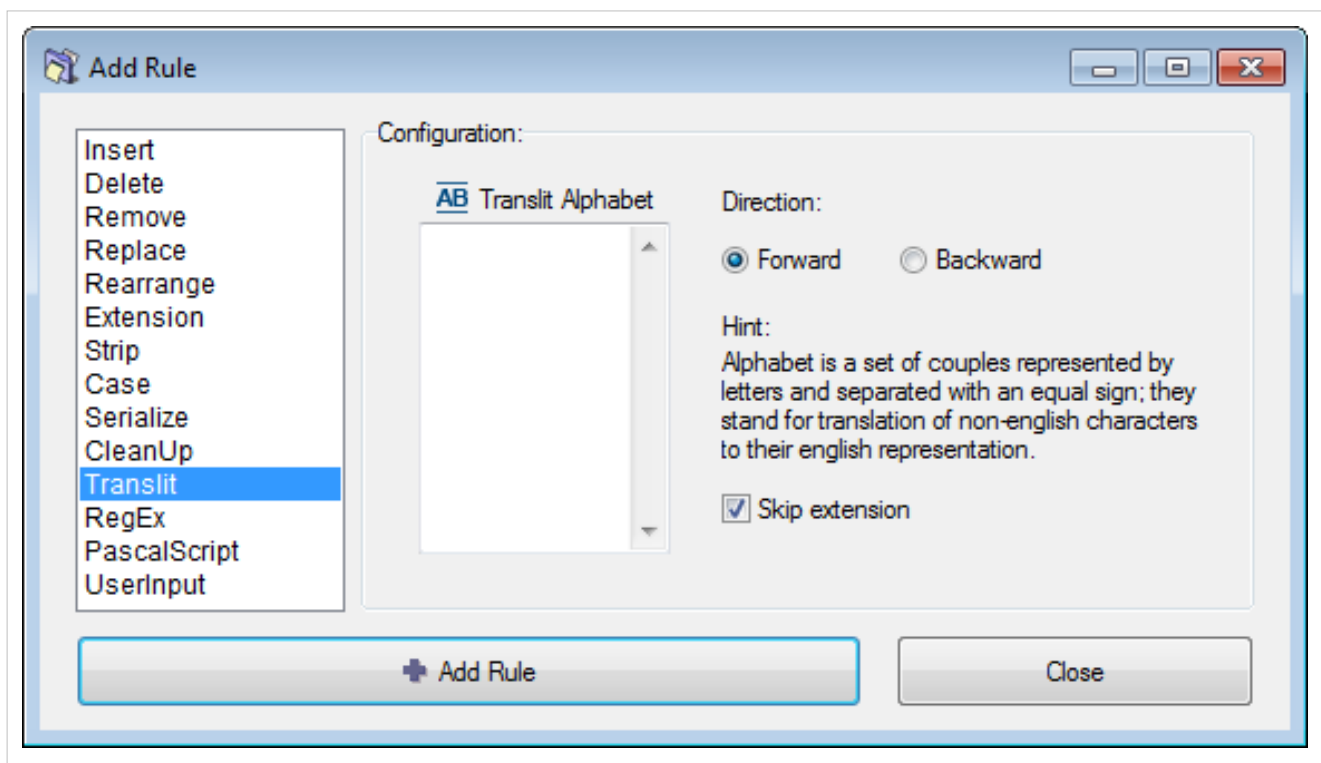 Add Rule
Insert
Delete
Remove
Replace
Rearrange
Extension
Strip
Case
Serialize
CleanUp
Translit
RegEx
PascalScript
UserInput
Configuration:
AB Translit Alphabet
Direction:
Forward Backward
Hint:
Alphabet is a set of couples represented by
letters and separated with an equal sign; they
stand for translation of non-english characters
to their english representation.
Skip extension
Add Rule
Close